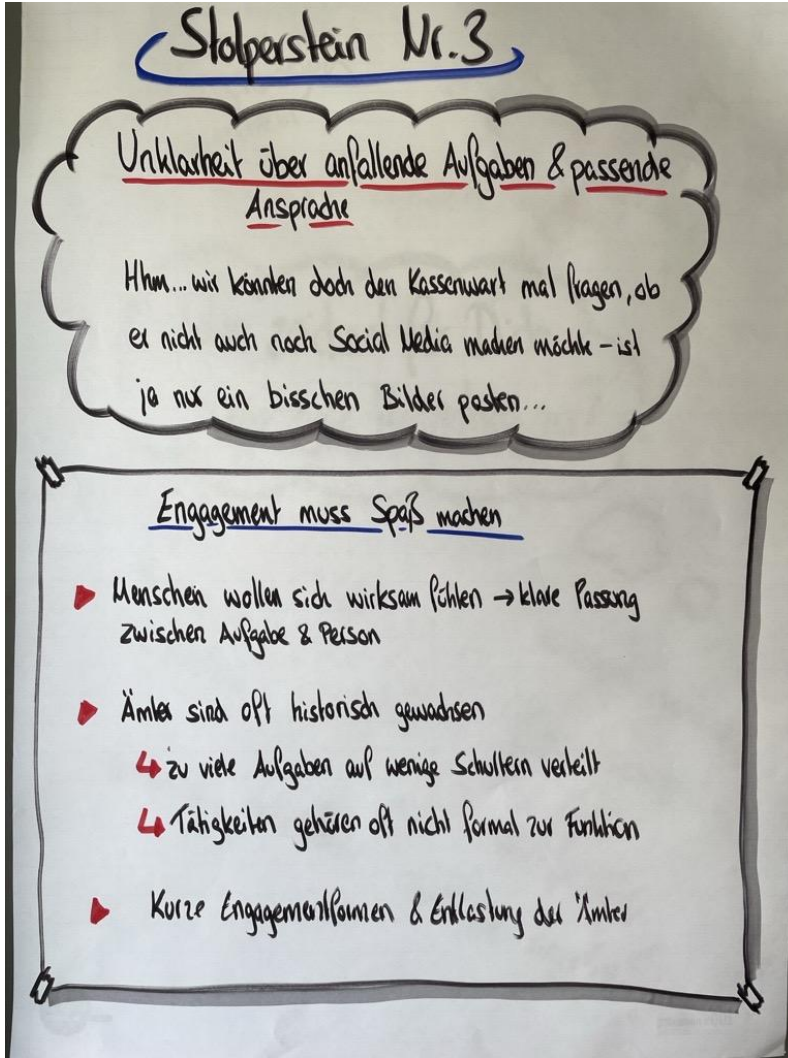 Stolperstein Nr. 3
Unklarheit über anfallende Aufgaben & passende
Ansprache
Hhm... wir könnten doch den Kassenwart mal fragen, ob
er nicht auch noch Social Media machen möchte – ist
ja nur ein bisschen Bilder posten...
Engagement muss Spaß machen
Menschen wollen sich wirksam fühlen → klare Passung
zwischen Aufgabe & Person
Ämter sind oft historisch gewachsen
↳ zu viele Aufgaben auf wenige Schultern verteilt
↳ Tätigkeiten gehören oft nicht formal zur Funktion
Kurze Engagementformen & Entlastung der Ämter